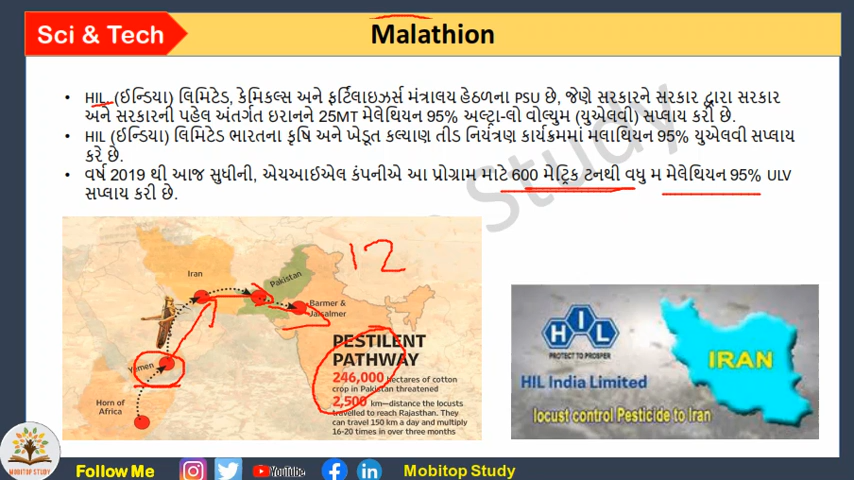 Sci & Tech
Malathion
• HIL (ઈન્ડિયા) લિમિટેડ, કેમિકલ્સ અને ફર્ટિલાઇઝર્સ મંત્રાલય હેઠળના PSU છે, જેણે સરકારને સરકાર દ્વારા સરકાર
અને સરકારની પહેલ અંતર્ગત ઇરાનને 25MT મેલેથિયન 95% અલ્ટ્રા-લો વોલ્યુમ (યુએલવી) સપ્લાય કરી છે.
• HIL (ઈન્ડિયા) લિમિટેડ ભારતના કૃષિ અને ખેડૂત કલ્યાણ તીડ નિયંત્રણ કાર્યક્રમમાં મલાથિયન 95% યુએલવી સપ્લાય
કરે છે.
• વર્ષ 2019 થી આજ સુધીની, એચઆઈએલ કંપનીએ આ પ્રોગ્રામ માટે 600 મેટ્રિક ટનથી વધુ મ મેલેથિયન 95% ULV
સપ્લાય કરી છે.
Study
12
Iran
Pakistan
Barmer &
Jaisalmer
Yemen
Horn of
Africa
PESTILENT
PATHWAY
246,000 hectares of cotton
crop in Pakistan threatened
2,500 km—distance the locusts
travelled to reach Rajasthan. They
can travel 150 km a day and multiply
16-20 times in over three months
HIL
PROTECT TO PROSPER
HIL India Limited
IRAN
locust control Pesticide to Iran
MOBITOP STUDY
Follow Me
YouTube
Mobitop Study